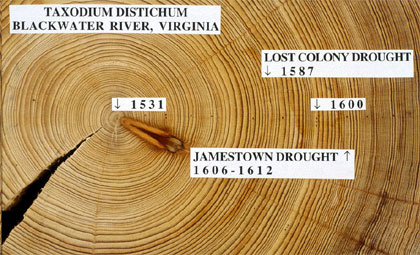 TAXODIUM DISTICHUM
BLACKWATER RIVER, VIRGINIA
LOST COLONY DROUGHT
↓ 1587
↓ 1531
↓ 1600
JAMESTOWN DROUGHT ↑
1606-1612